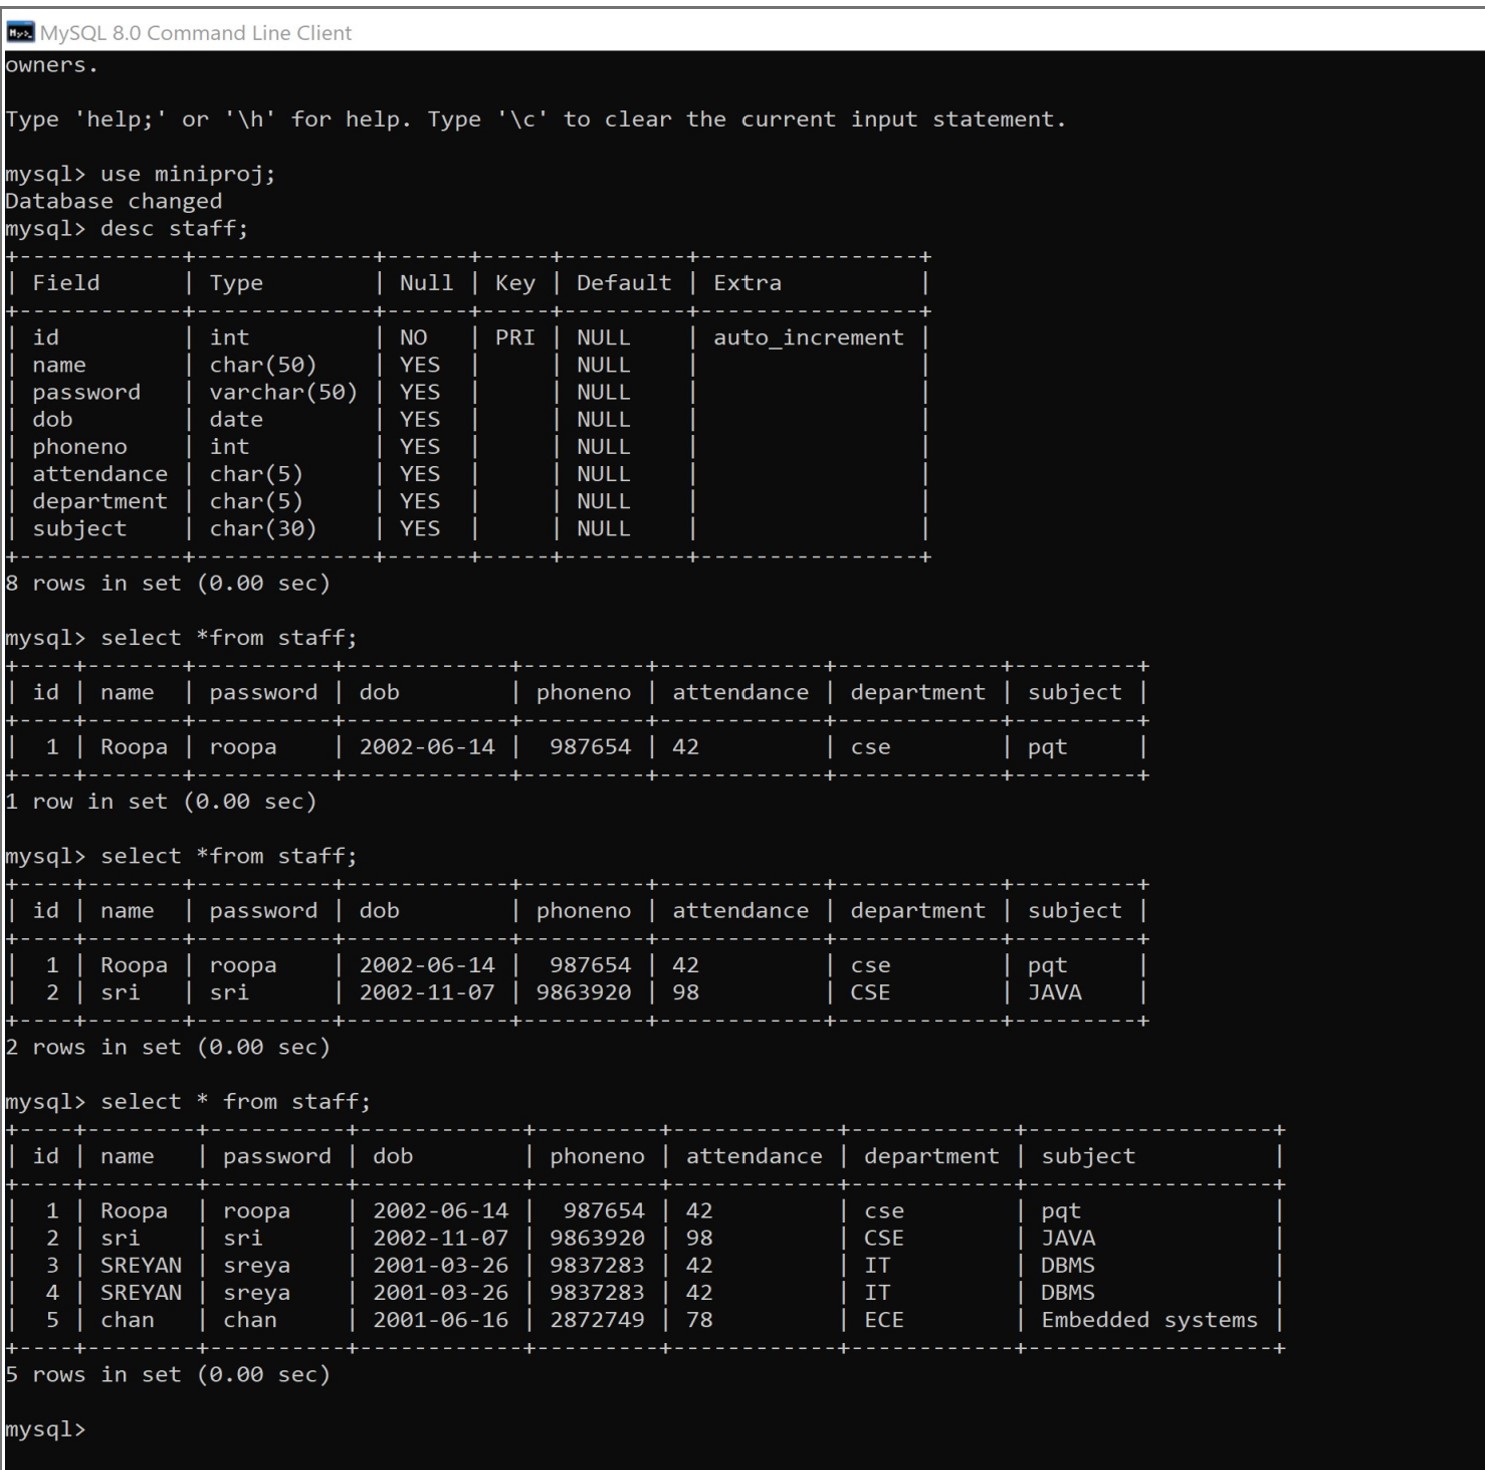 MySQL 8.0 Command Line Client
owners.
Type 'help;' or '\h' for help. Type '\c' to clear the current input statement.
mysql> use miniproj;
Database changed
mysql> desc staff;
+------------+-------------+------+-----+---------+----------------+
| Field      | Type        | Null | Key | Default | Extra          |
+------------+-------------+------+-----+---------+----------------+
| id         | int         | NO   | PRI | NULL    | auto_increment |
| name       | char(50)    | YES  |     | NULL    |                |
| password   | varchar(50) | YES  |     | NULL    |                |
| dob        | date        | YES  |     | NULL    |                |
| phoneno    | int         | YES  |     | NULL    |                |
| attendance | char(5)     | YES  |     | NULL    |                |
| department | char(5)     | YES  |     | NULL    |                |
| subject    | char(30)    | YES  |     | NULL    |                |
+------------+-------------+------+-----+---------+----------------+
8 rows in set (0.00 sec)
mysql> select *from staff;
+----+-------+----------+------------+---------+------------+------------+---------+
| id | name  | password | dob        | phoneno | attendance | department | subject |
+----+-------+----------+------------+---------+------------+------------+---------+
|  1 | Roopa | roopa    | 2002-06-14 |  987654 | 42         | cse        | pqt     |
+----+-------+----------+------------+---------+------------+------------+---------+
1 row in set (0.00 sec)
mysql> select *from staff;
+----+-------+----------+------------+---------+------------+------------+---------+
| id | name  | password | dob        | phoneno | attendance | department | subject |
+----+-------+----------+------------+---------+------------+------------+---------+
|  1 | Roopa | roopa    | 2002-06-14 |  987654 | 42         | cse        | pqt     |
|  2 | sri   | sri      | 2002-11-07 | 9863920 | 98         | CSE        | JAVA    |
+----+-------+----------+------------+---------+------------+------------+---------+
2 rows in set (0.00 sec)
mysql> select * from staff;
+----+--------+----------+------------+---------+------------+------------+------------------+
| id | name   | password | dob        | phoneno | attendance | department | subject          |
+----+--------+----------+------------+---------+------------+------------+------------------+
|  1 | Roopa  | roopa    | 2002-06-14 |  987654 | 42         | cse        | pqt              |
|  2 | sri    | sri      | 2002-11-07 | 9863920 | 98         | CSE        | JAVA             |
|  3 | SREYAN | sreya    | 2001-03-26 | 9837283 | 42         | IT         | DBMS             |
|  4 | SREYAN | sreya    | 2001-03-26 | 9837283 | 42         | IT         | DBMS             |
|  5 | chan   | chan     | 2001-06-16 | 2872749 | 78         | ECE        | Embedded systems |
+----+--------+----------+------------+---------+------------+------------+------------------+
5 rows in set (0.00 sec)
mysql>